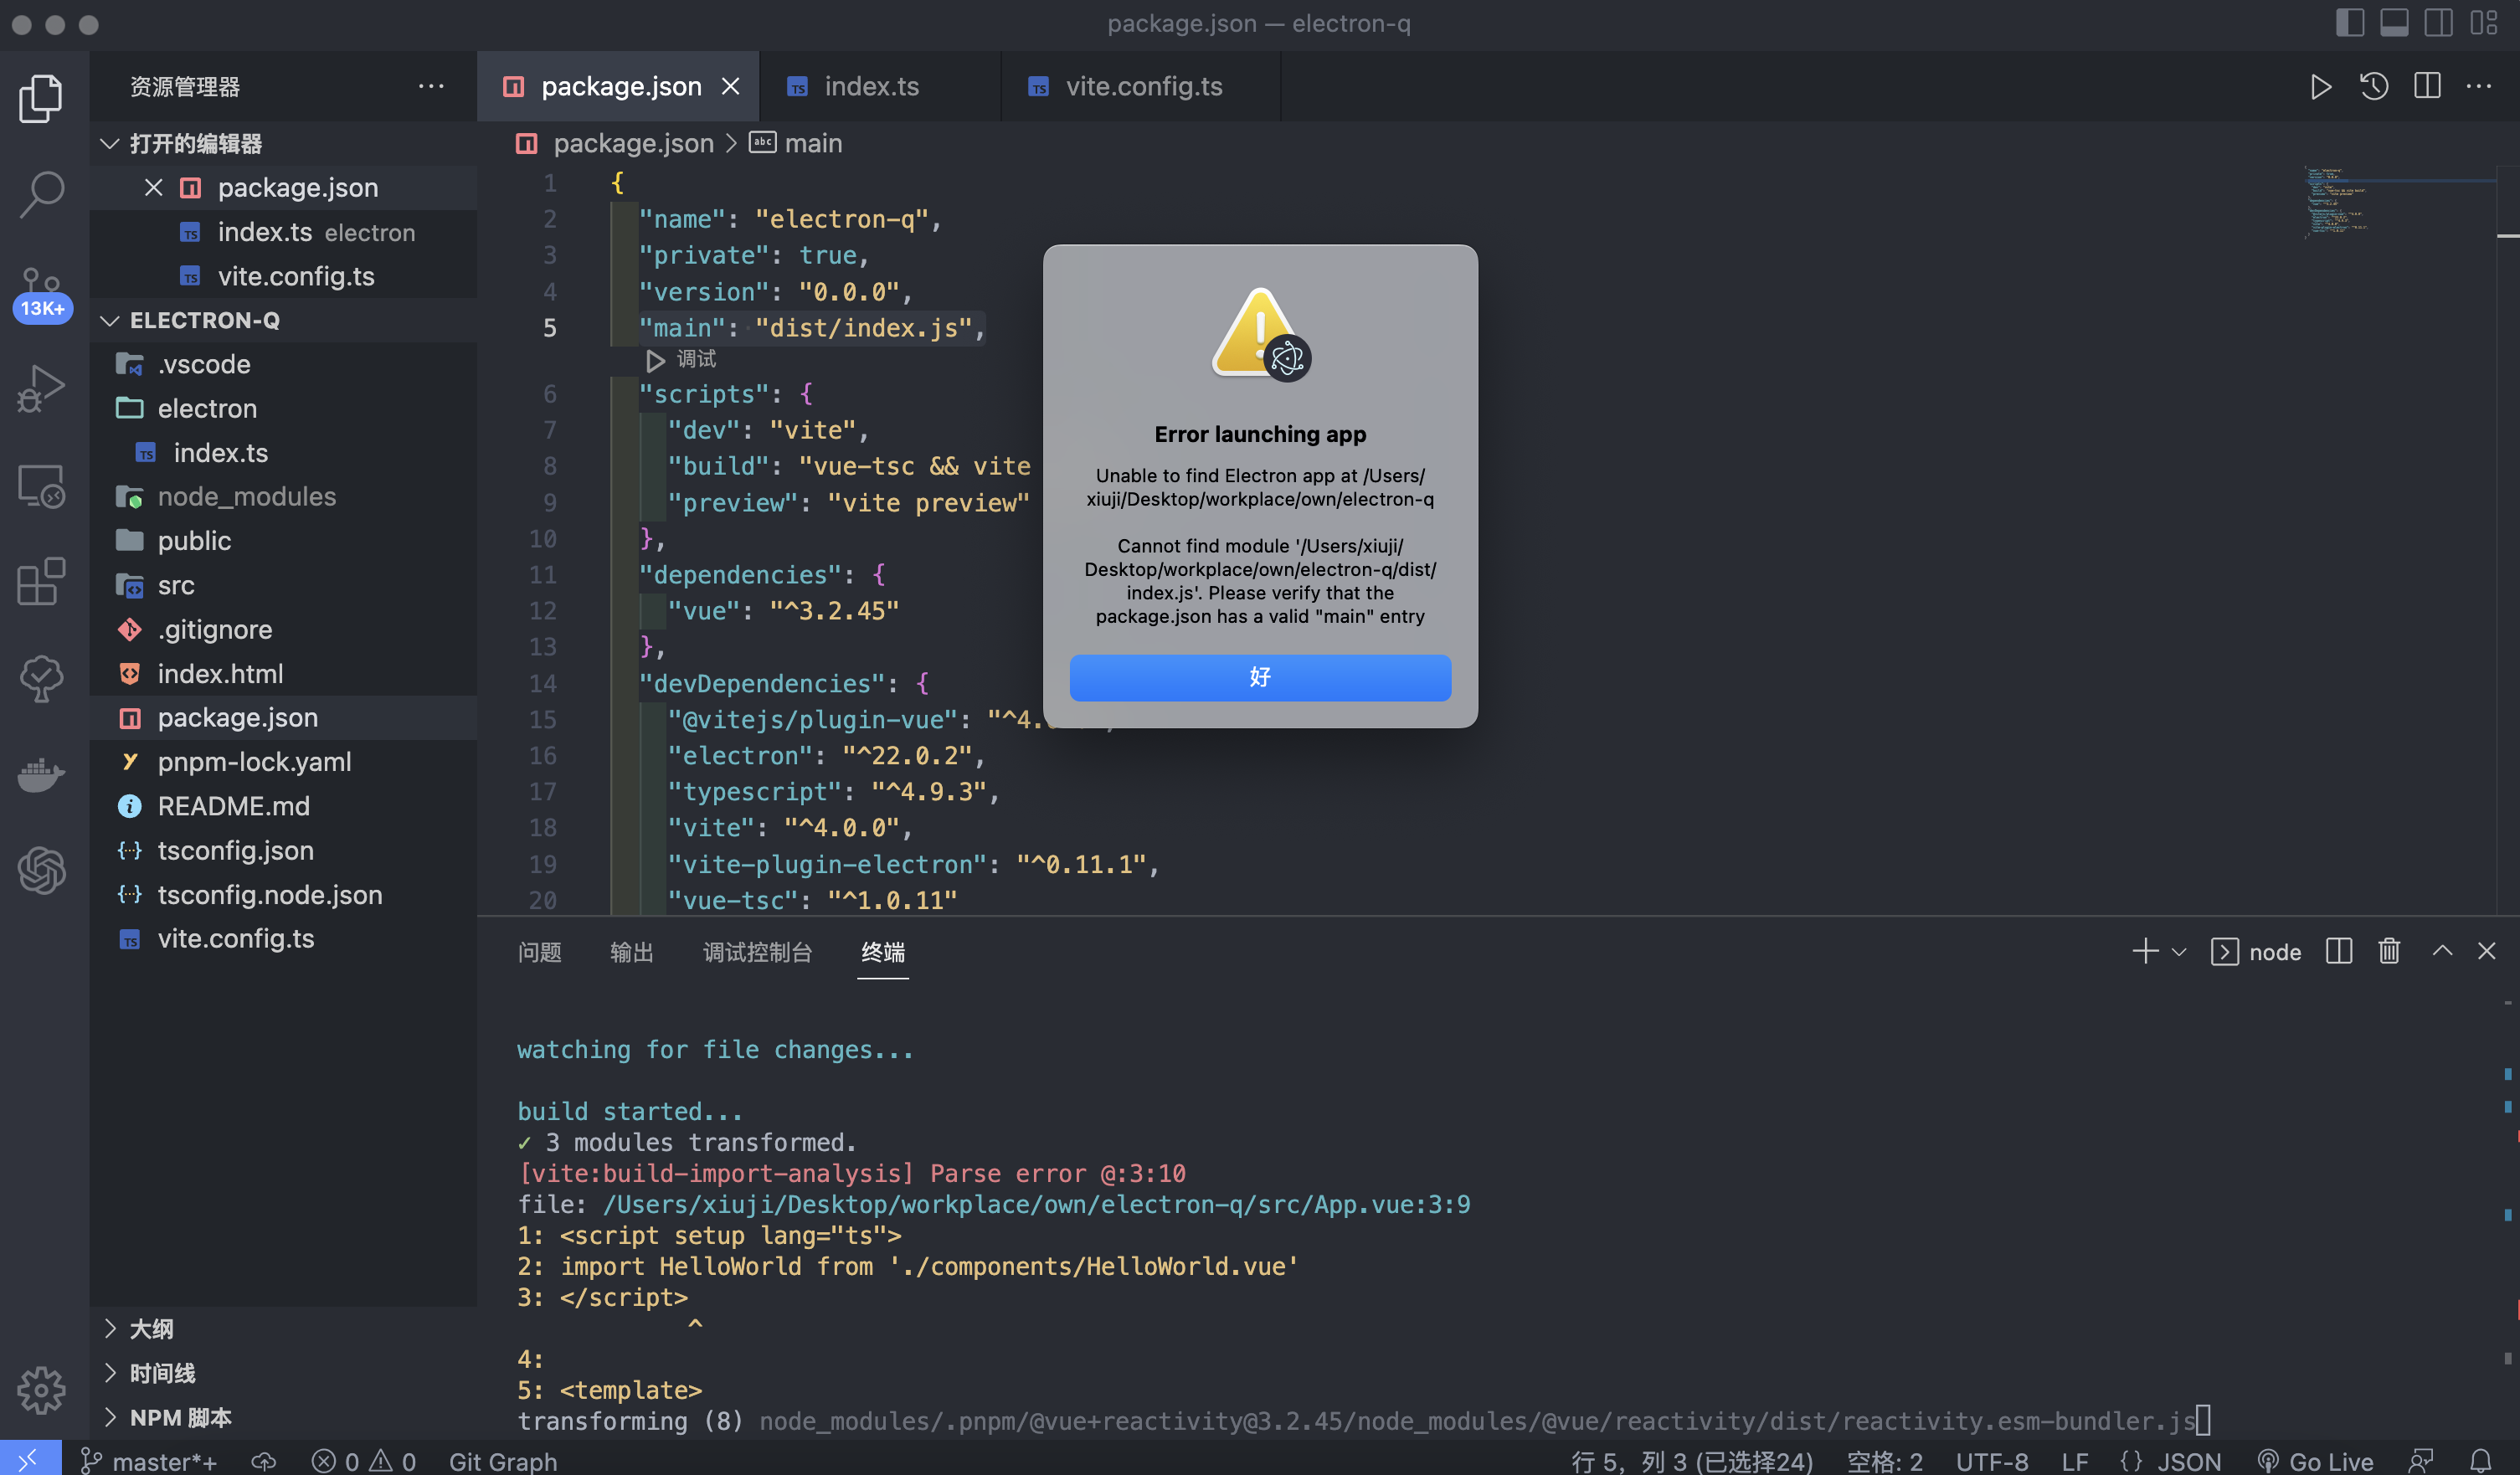 package.json — electron-q
资源管理器
package.json
index.ts
vite.config.ts
打开的编辑器
package.json
index.ts electron
vite.config.ts
13K+
ELECTRON-Q
.vscode
electron
index.ts
node_modules
public
src
.gitignore
index.html
package.json
pnpm-lock.yaml
README.md
tsconfig.json
tsconfig.node.json
vite.config.ts
大纲
时间线
NPM 脚本
package.json > main
1 {
2 "name": "electron-q",
3 "private": true,
4 "version": "0.0.0",
5 "main": "dist/index.js",
调试
6 "scripts": {
7 "dev": "vite",
8 "build": "vue-tsc && vite
9 "preview": "vite preview"
10 },
11 "dependencies": {
12 "vue": "^3.2.45"
13 },
14 "devDependencies": {
15 "@vitejs/plugin-vue": "^4.
16 "electron": "^22.0.2",
17 "typescript": "^4.9.3",
18 "vite": "^4.0.0",
19 "vite-plugin-electron": "^0.11.1",
20 "vue-tsc": "^1.0.11"
Error launching app
Unable to find Electron app at /Users/
xiuji/Desktop/workplace/own/electron-q
Cannot find module '/Users/xiuji/
Desktop/workplace/own/electron-q/dist/
index.js'. Please verify that the
package.json has a valid "main" entry
好
问题 输出 调试控制台 终端
node
watching for file changes...
build started...
✓ 3 modules transformed.
[vite:build-import-analysis] Parse error @:3:10
file: /Users/xiuji/Desktop/workplace/own/electron-q/src/App.vue:3:9
1: <script setup lang="ts">
2: import HelloWorld from './components/HelloWorld.vue'
3: </script>
^
4:
5: <template>
transforming (8) node_modules/.pnpm/@vue+reactivity@3.2.45/node_modules/@vue/reactivity/dist/reactivity.esm-bundler.js
master*+ 0 0 Git Graph
行 5，列 3 (已选择24) 空格: 2 UTF-8 LF {} JSON Go Live